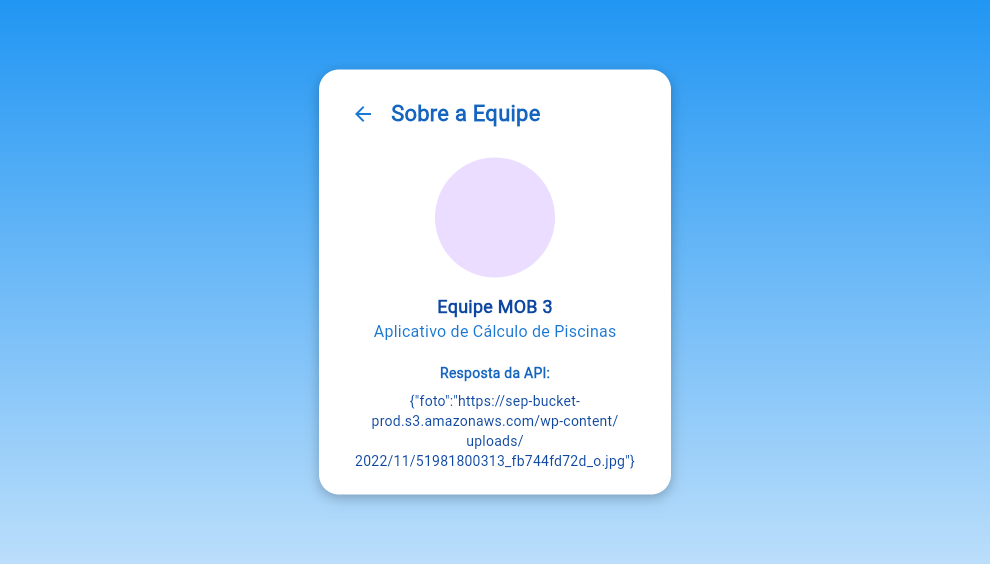 Sobre a Equipe
Equipe MOB 3
Aplicativo de Cálculo de Piscinas
Resposta da API:
{"foto":"https://sep-bucket-
prod.s3.amazonaws.com/wp-content/
uploads/
2022/11/51981800313_fb744fd72d_o.jpg"}